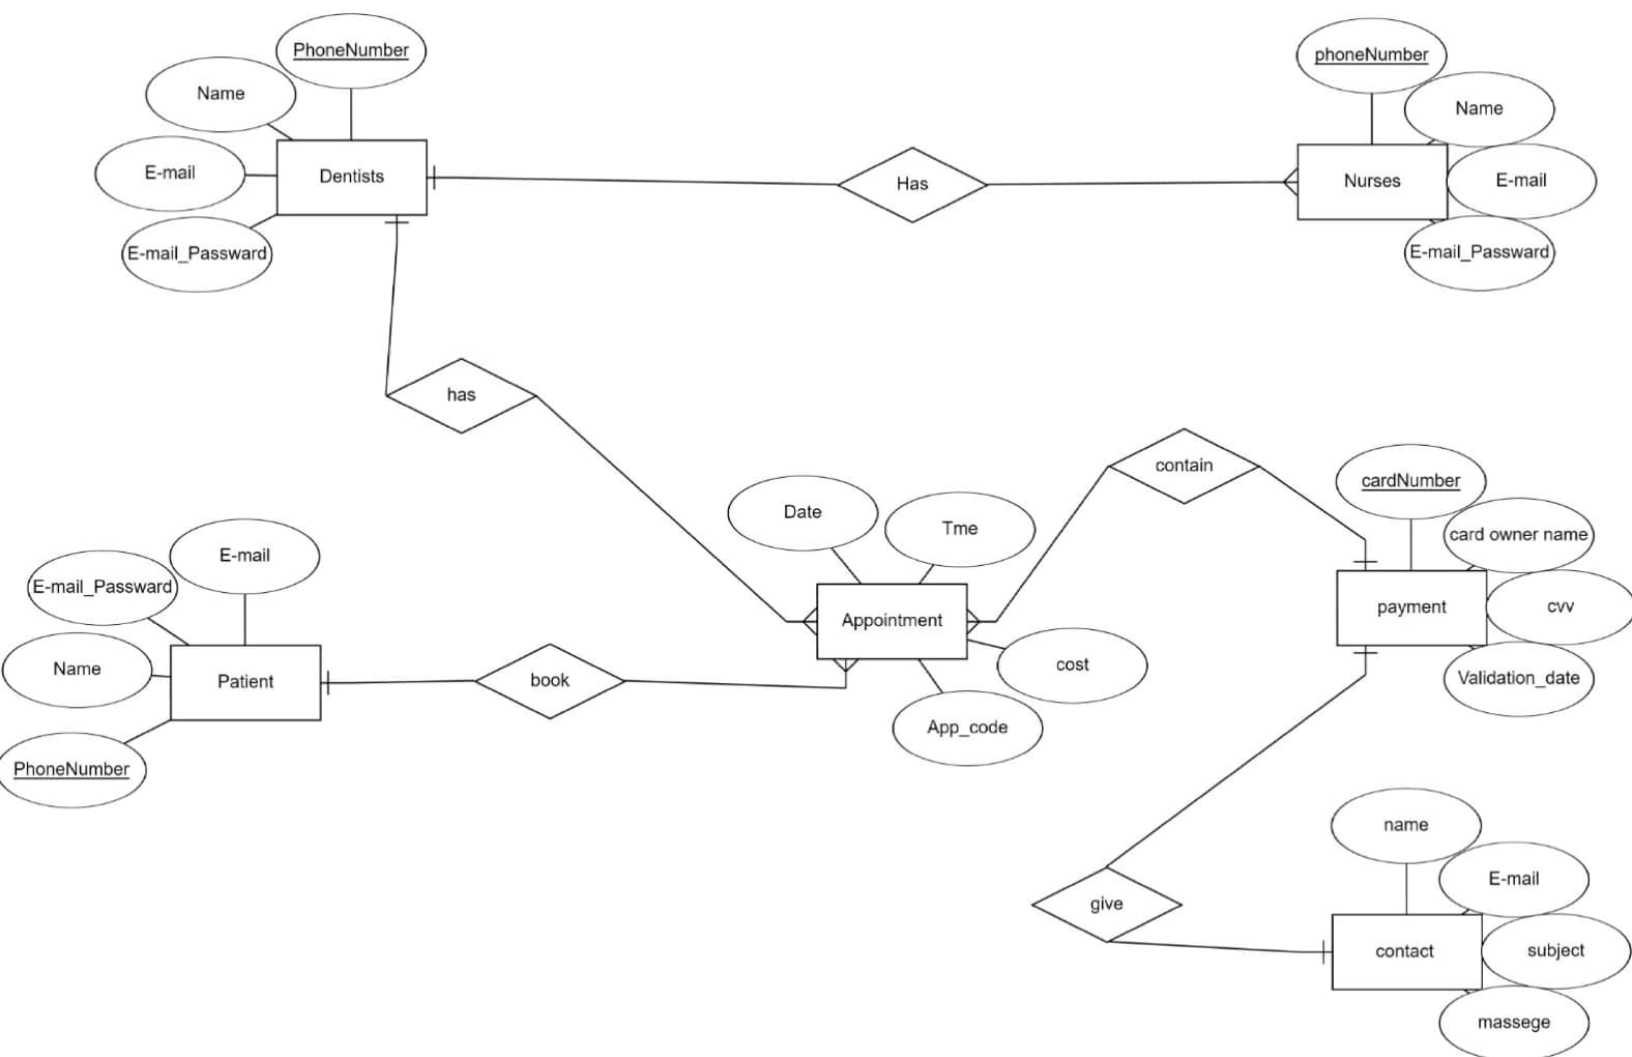 PhoneNumber
Name
E-mail
E-mail_Passward
Dentists
Has
phoneNumber
Name
E-mail
E-mail_Passward
Nurses
has
contain
Date
Tme
Appointment
cost
App_code
cardNumber
card owner name
cvv
Validation_date
payment
E-mail
E-mail_Passward
Name
PhoneNumber
Patient
book
give
name
E-mail
subject
massege
contact